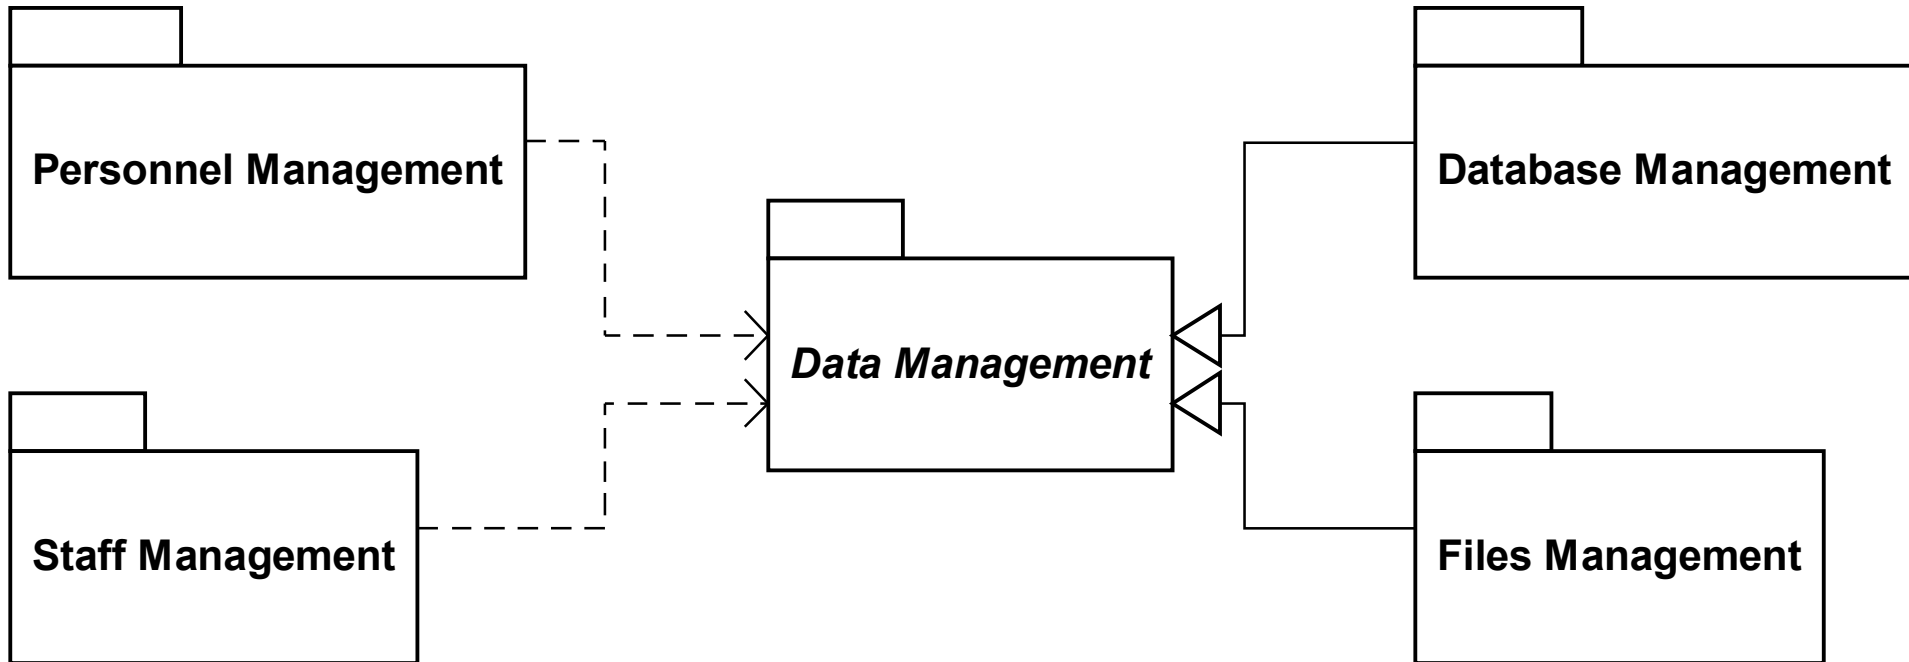 Personnel Management
Database Management
Data Management
Staff Management
Files Management